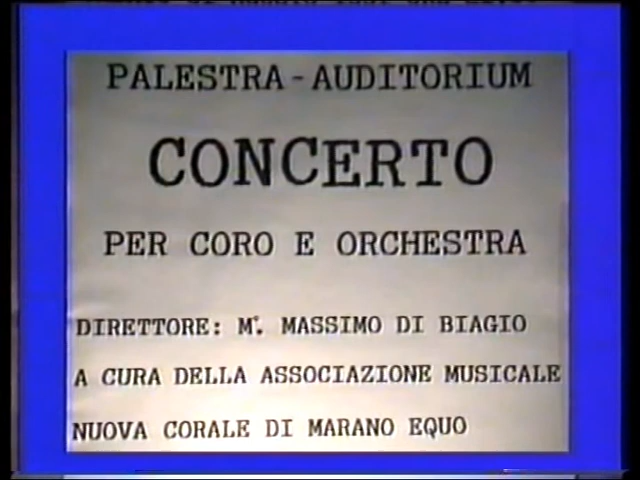 PALESTRA-AUDITORIUM
CONCERTO
PER CORO E ORCHESTRA
DIRETTORE: M°. MASSIMO DI BIAGIO
A CURA DELLA ASSOCIAZIONE MUSICALE
NUOVA CORALE DI MARANO EQUO